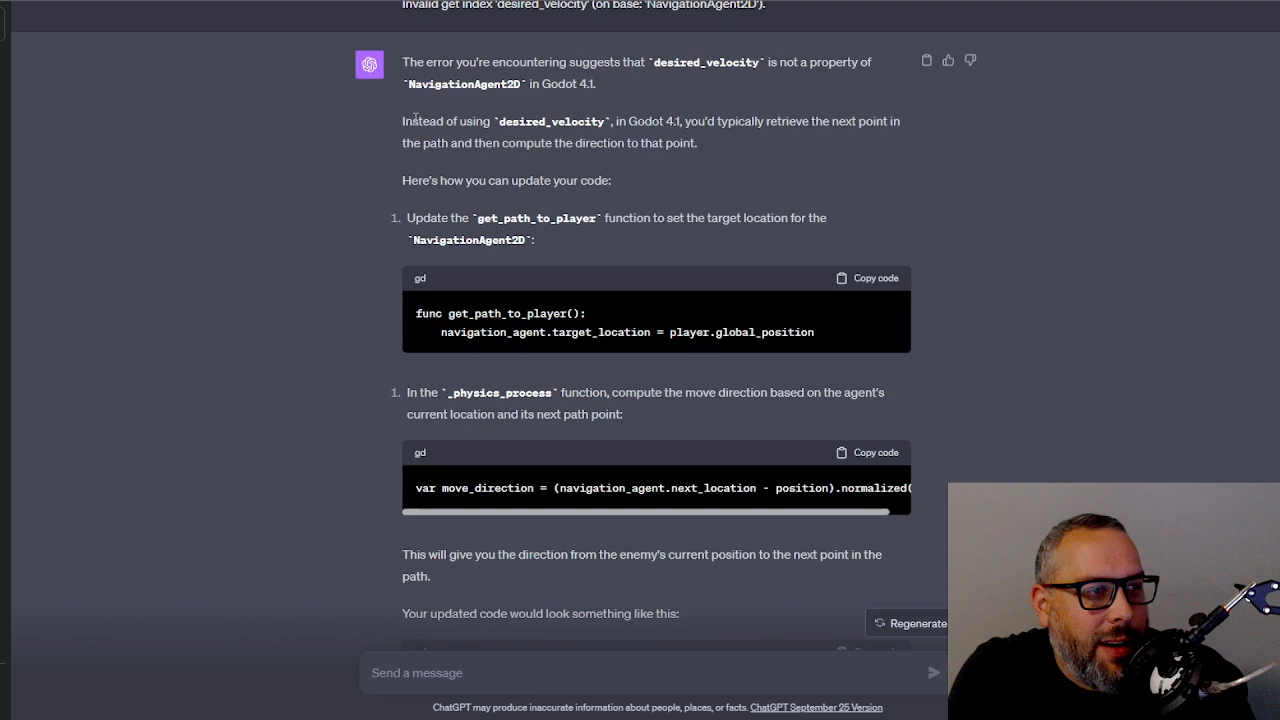 Invalid get index 'desired_velocity' (on base: 'NavigationAgent2D').
The error you're encountering suggests that `desired_velocity` is not a property of
`NavigationAgent2D` in Godot 4.1.
Instead of using `desired_velocity`, in Godot 4.1, you'd typically retrieve the next point in
the path and then compute the direction to that point.
Here's how you can update your code:
1. Update the `get_path_to_player` function to set the target location for the
`NavigationAgent2D`:
gd Copy code
func get_path_to_player():
navigation_agent.target_location = player.global_position
1. In the `_physics_process` function, compute the move direction based on the agent's
current location and its next path point:
gd Copy code
var move_direction = (navigation_agent.next_location - position).normalized(
This will give you the direction from the enemy's current position to the next point in the
path.
Your updated code would look something like this:
Regenerate
Send a message
ChatGPT may produce inaccurate information about people, places, or facts. ChatGPT September 25 Version